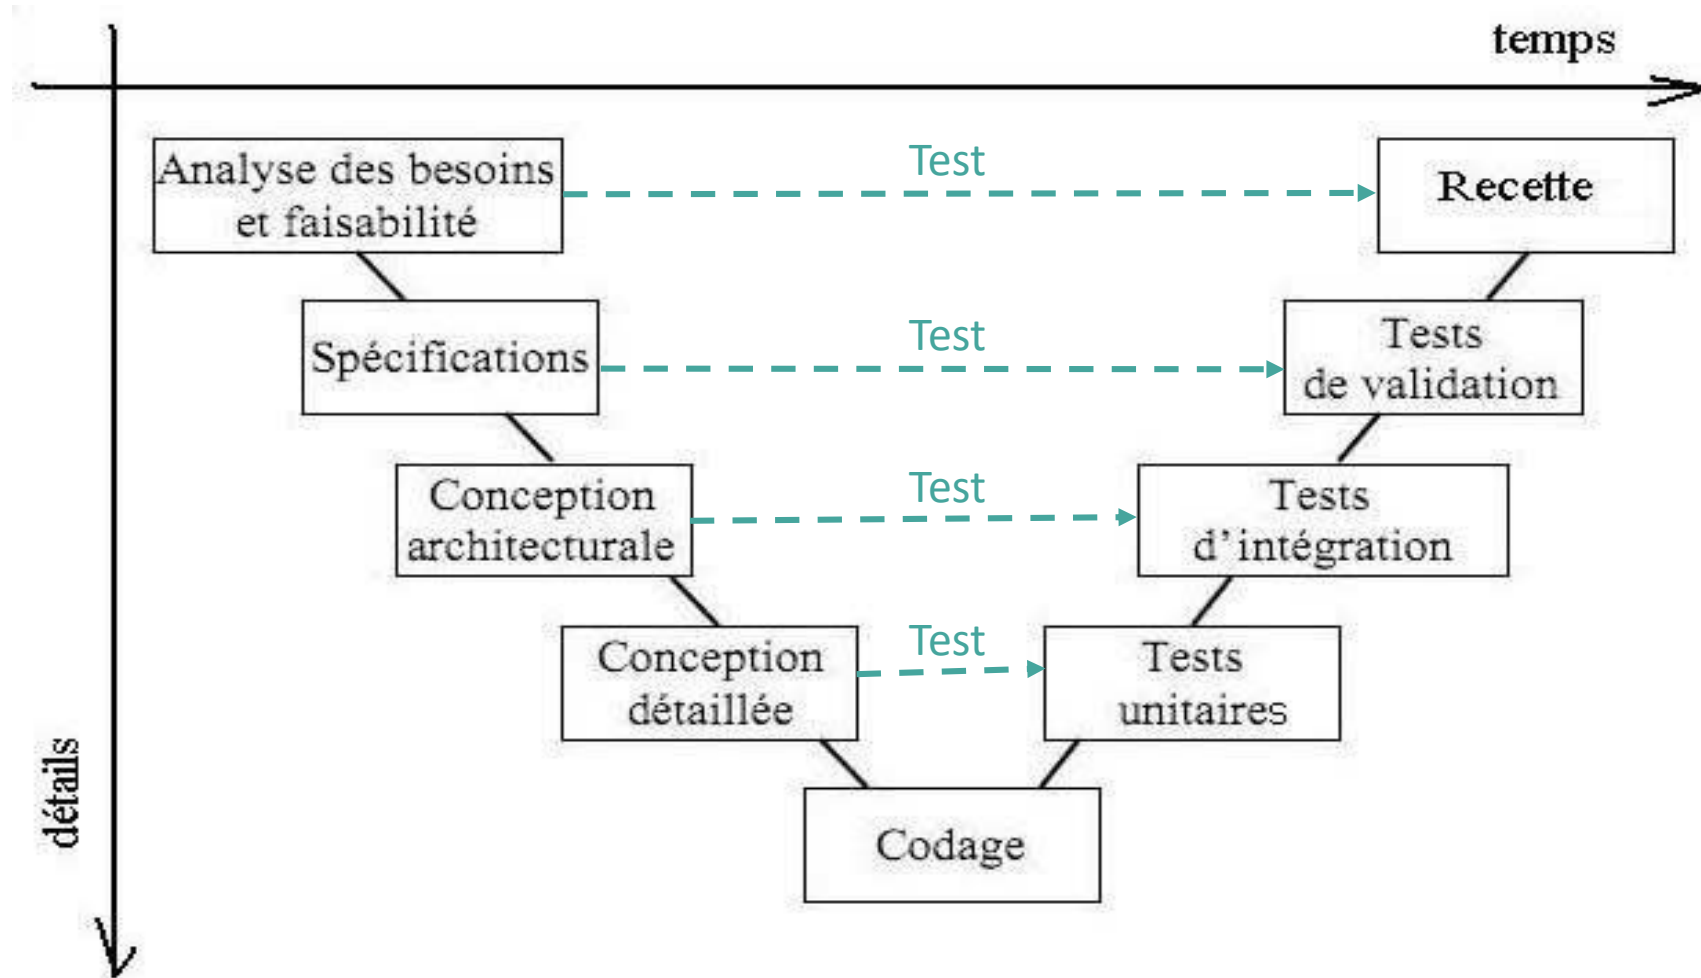 temps
Analyse des besoins
et faisabilité
Test
Recette
Spécifications
Test
Tests
de validation
Conception
architecturale
Test
Tests
d'intégration
Conception
détaillée
Test
Tests
unitaires
détails
Codage